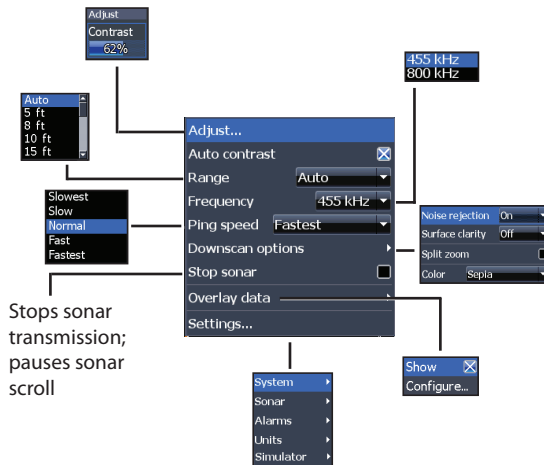 Adjust
Contrast
62%
455 kHz
800 kHz
Auto
5 ft
8 ft
10 ft
15 ft
Adjust...
Auto contrast
Range Auto
Frequency 455 kHz
Ping speed Fastest
Downscan options
Stop sonar
Overlay data
Settings...
Slowest
Slow
Normal
Fast
Fastest
Noise rejection On
Surface clarity Off
Split zoom
Color Sepia
Stops sonar
transmission;
pauses sonar
scroll
Show
Configure...
System
Sonar
Alarms
Units
Simulator